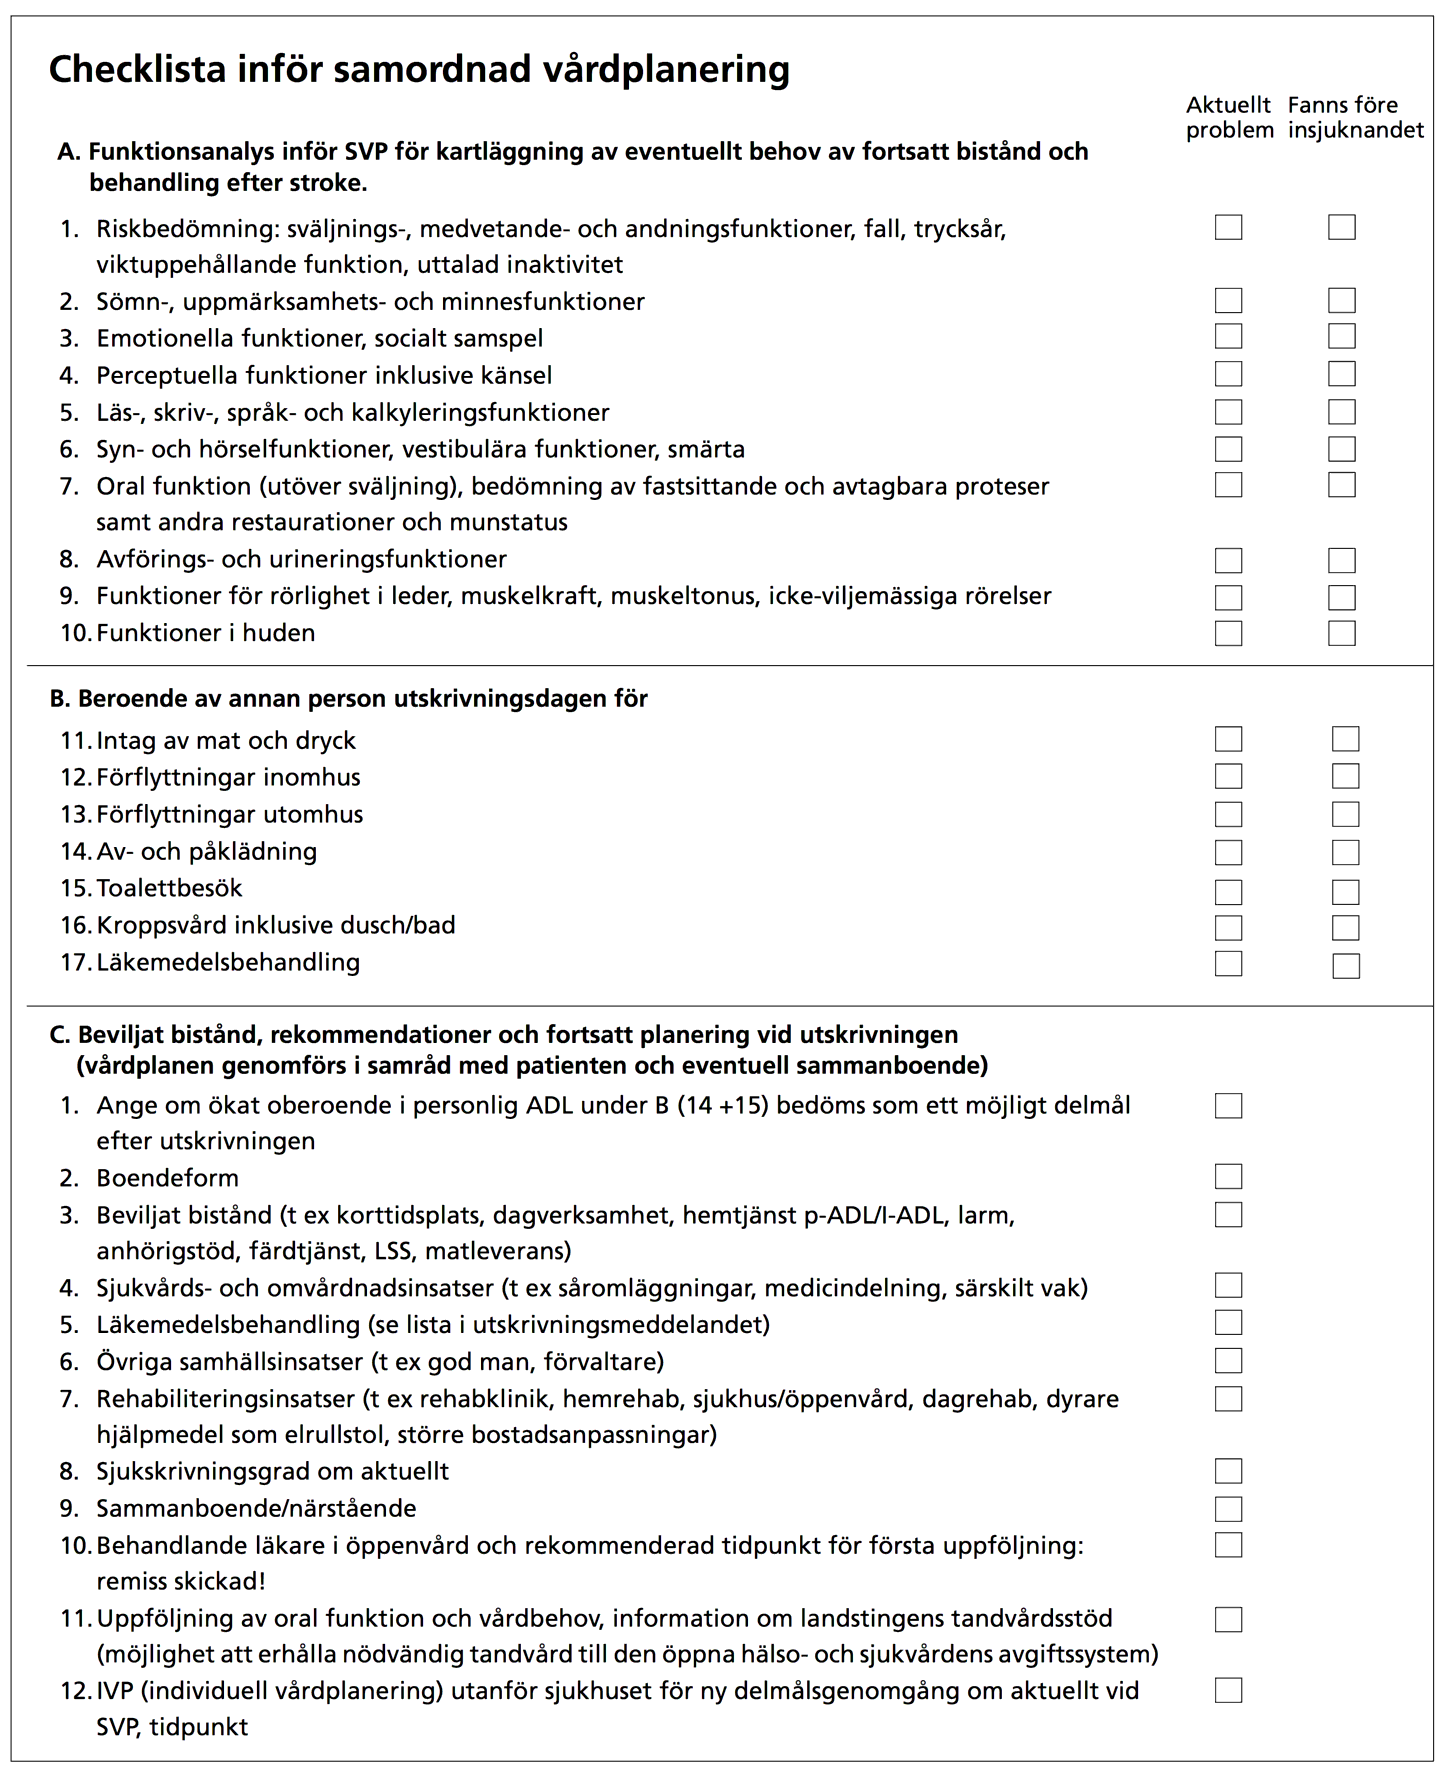 Checklista inför samordnad vårdplanering
Aktuellt problem
Fanns före insjuknandet
A. Funktionsanalys inför SVP för kartläggning av eventuellt behov av fortsatt bistånd och
behandling efter stroke.
1. Riskbedömning: sväljnings-, medvetande- och andningsfunktioner, fall, trycksår,
viktuppehållande funktion, uttalad inaktivitet
2. Sömn-, uppmärksamhets- och minnesfunktioner
3. Emotionella funktioner, socialt samspel
4. Perceptuella funktioner inklusive känsel
5. Läs-, skriv-, språk- och kalkyleringsfunktioner
6. Syn- och hörselfunktioner, vestibulära funktioner, smärta
7. Oral funktion (utöver sväljning), bedömning av fastsittande och avtagbara proteser
samt andra restaurationer och munstatus
8. Avförings- och urineringsfunktioner
9. Funktioner för rörlighet i leder, muskelkraft, muskeltonus, icke-viljemässiga rörelser
10. Funktioner i huden
B. Beroende av annan person utskrivningsdagen för
11. Intag av mat och dryck
12. Förflyttningar inomhus
13. Förflyttningar utomhus
14. Av- och påklädning
15. Toalettbesök
16. Kroppsvård inklusive dusch/bad
17. Läkemedelsbehandling
C. Beviljat bistånd, rekommendationer och fortsatt planering vid utskrivningen
(vårdplanen genomförs i samråd med patienten och eventuell sammanboende)
1. Ange om ökat oberoende i personlig ADL under B (14 +15) bedöms som ett möjligt delmål
efter utskrivningen
2. Boendeform
3. Beviljat bistånd (t ex korttidsplats, dagverksamhet, hemtjänst p-ADL/I-ADL, larm,
anhörigstöd, färdtjänst, LSS, matleverans)
4. Sjukvårds- och omvårdnadsinsatser (t ex såromläggningar, medicindelning, särskilt vak)
5. Läkemedelsbehandling (se lista i utskrivningsmeddelandet)
6. Övriga samhällsinsatser (t ex god man, förvaltare)
7. Rehabiliteringsinsatser (t ex rehabklinik, hemrehab, sjukhus/öppenvård, dagrehab, dyrare
hjälpmedel som elrullstol, större bostadsanpassningar)
8. Sjukskrivningsgrad om aktuellt
9. Sammanboende/närstående
10. Behandlande läkare i öppenvård och rekommenderad tidpunkt för första uppföljning:
remiss skickad!
11. Uppföljning av oral funktion och vårdbehov, information om landstingens tandvårdsstöd
(möjlighet att erhålla nödvändig tandvård till den öppna hälso- och sjukvårdens avgiftssystem)
12. IVP (individuell vårdplanering) utanför sjukhuset för ny delmålsgenomgång om aktuellt vid
SVP, tidpunkt